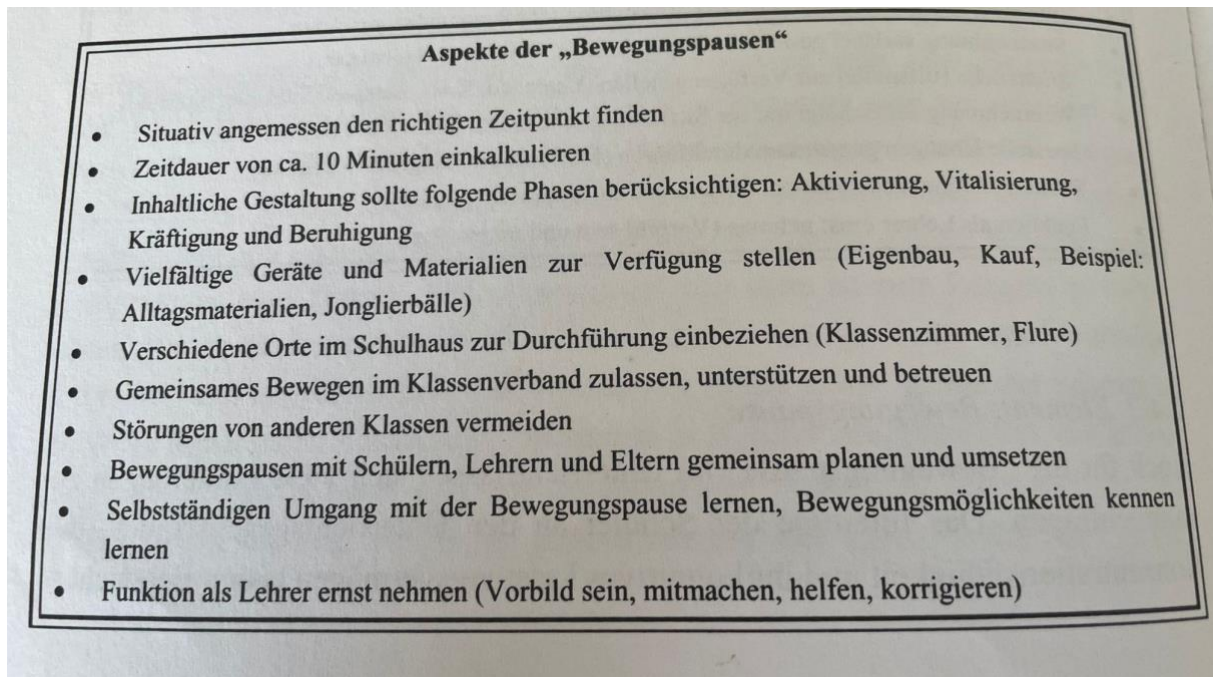 Aspekte der „Bewegungspausen“
• Situativ angemessen den richtigen Zeitpunkt finden
• Zeitdauer von ca. 10 Minuten einkalkulieren
• Inhaltliche Gestaltung sollte folgende Phasen berücksichtigen: Aktivierung, Vitalisierung,
Kräftigung und Beruhigung
• Vielfältige Geräte und Materialien zur Verfügung stellen (Eigenbau, Kauf, Beispiel:
Alltagsmaterialien, Jonglierbälle)
• Verschiedene Orte im Schulhaus zur Durchführung einbeziehen (Klassenzimmer, Flure)
• Gemeinsames Bewegen im Klassenverband zulassen, unterstützen und betreuen
• Störungen von anderen Klassen vermeiden
• Bewegungspausen mit Schülern, Lehrern und Eltern gemeinsam planen und umsetzen
• Selbstständigen Umgang mit der Bewegungspause lernen, Bewegungsmöglichkeiten kennen
lernen
• Funktion als Lehrer ernst nehmen (Vorbild sein, mitmachen, helfen, korrigieren)